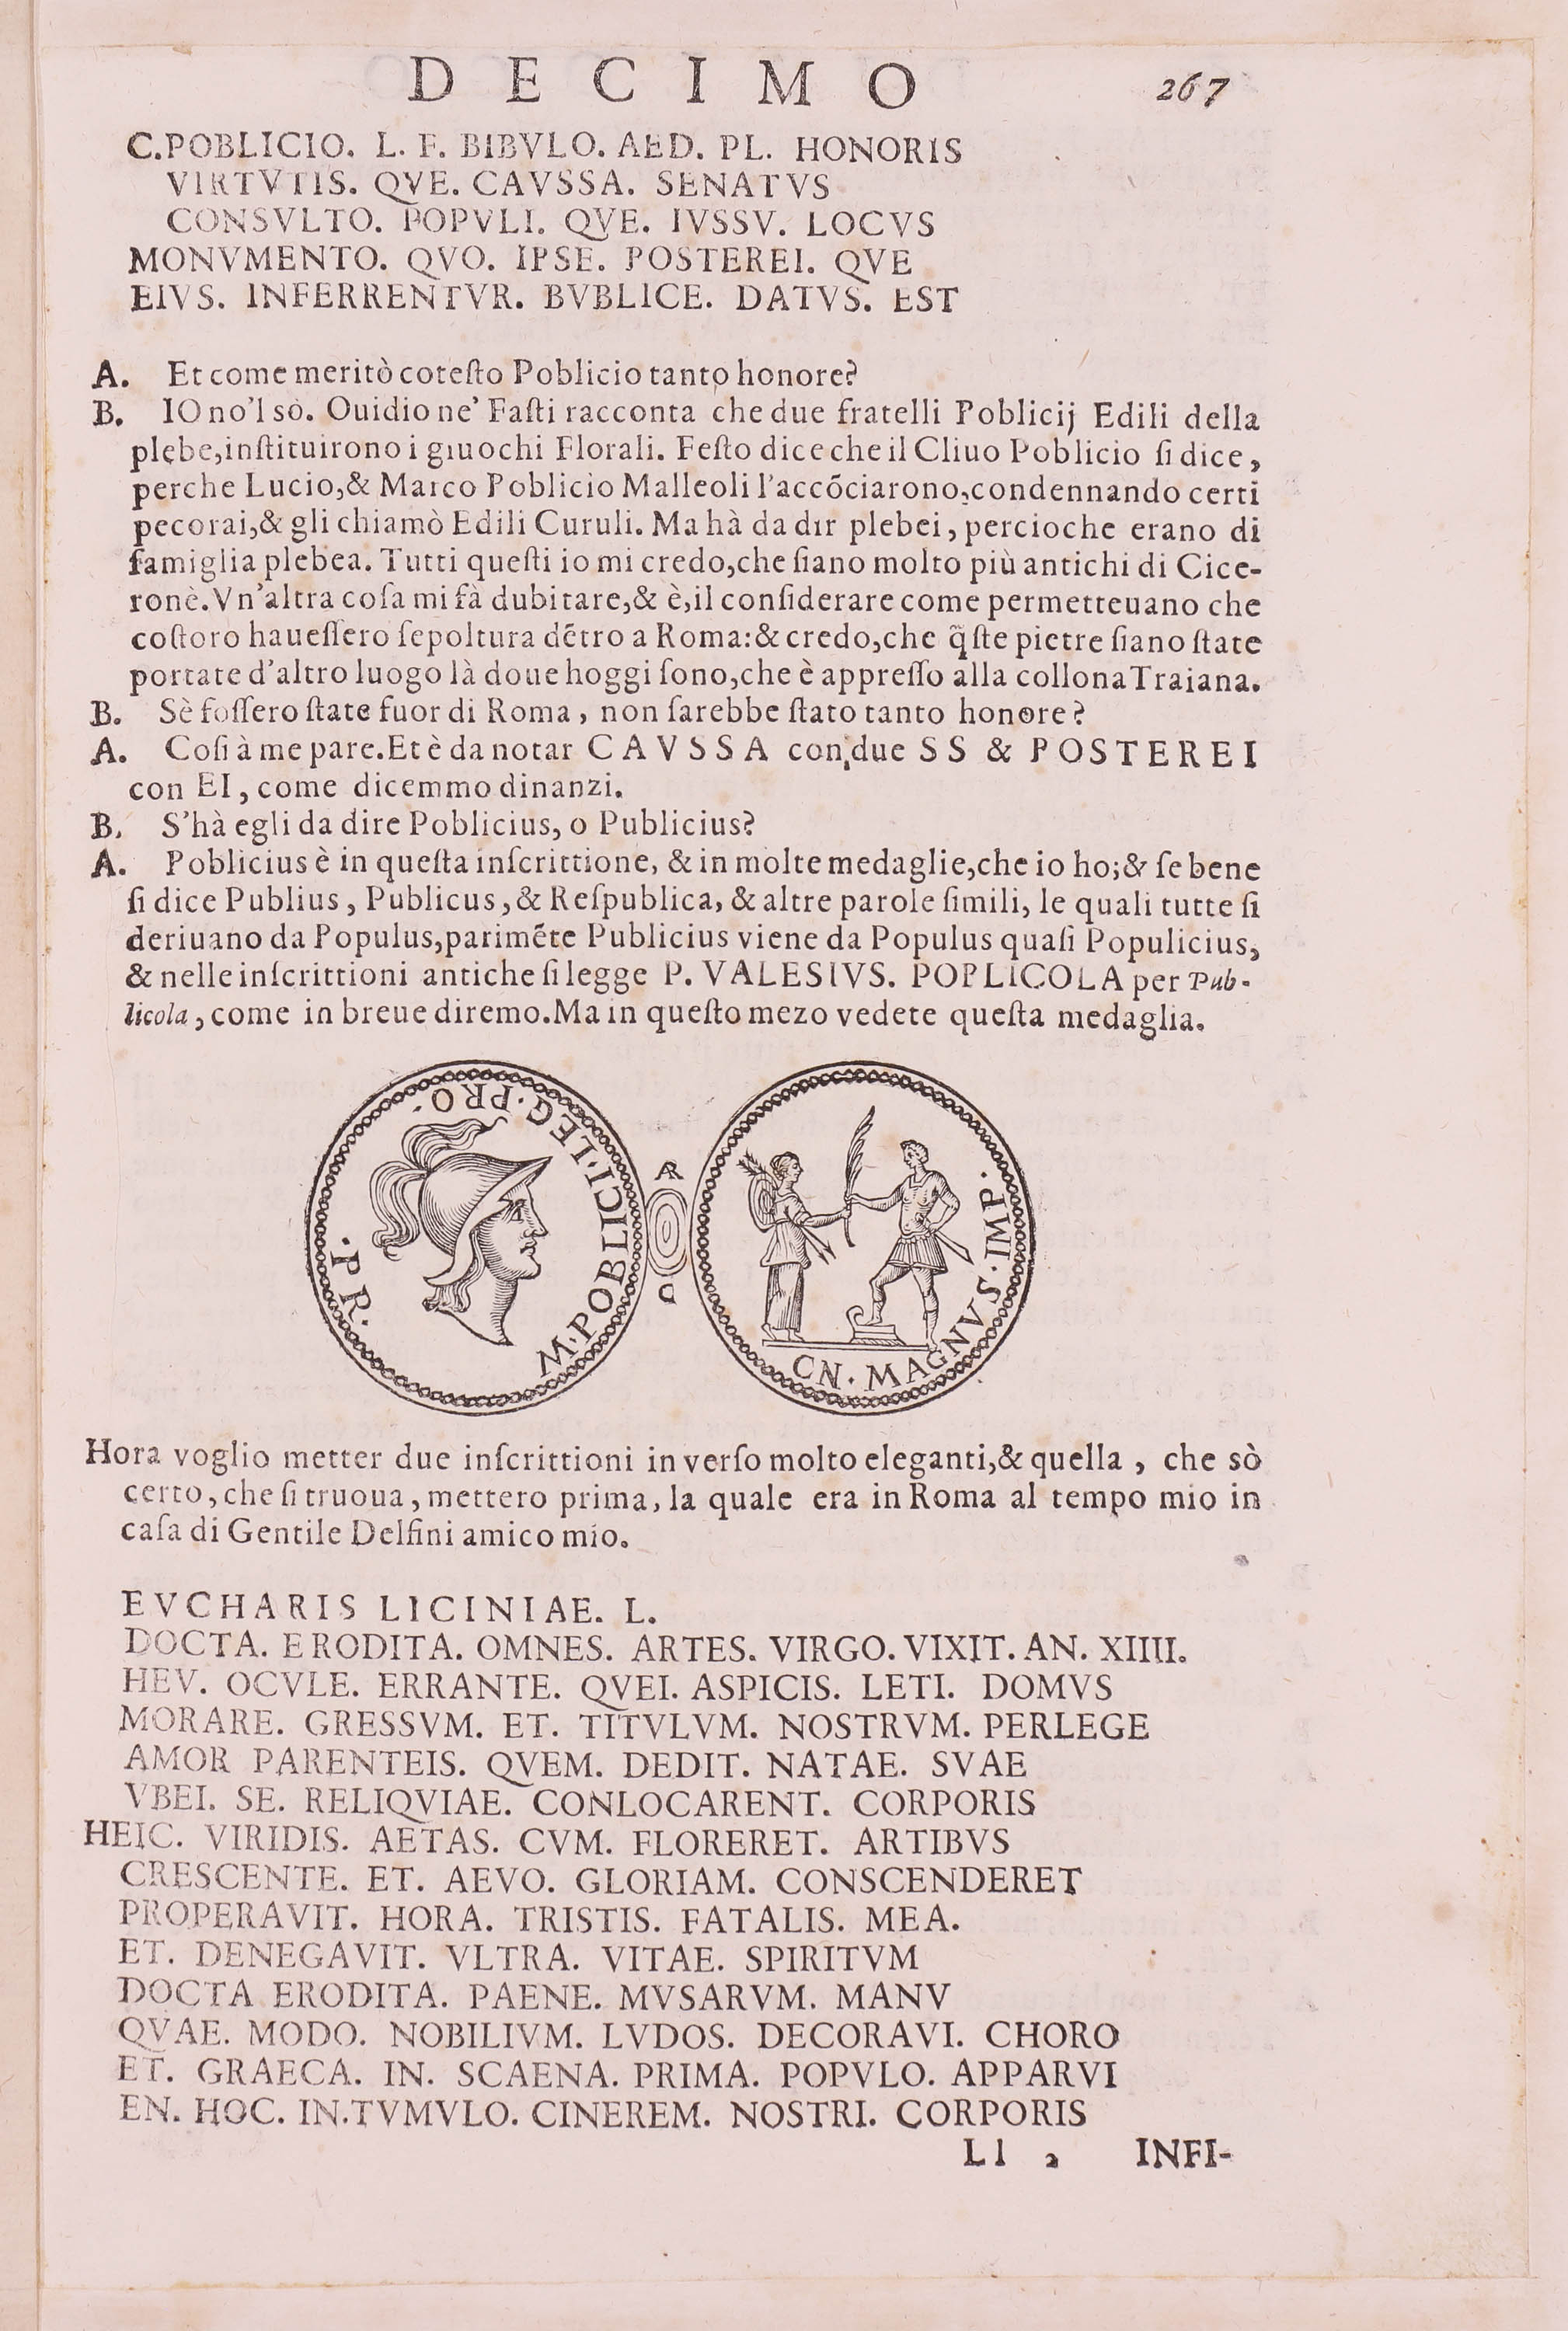 DECIMO 267
C.POBLICIO. L. F. BIBVLO. AED. PL. HONORIS
VIRTVTIS. QVE. CAVSSA. SENATVS
CONSVLTO. POPVLI. QVE. IVSSV. LOCVS
MONVMENTO. QVO. IPSE. POSTEREI. QVE
EIVS. INFERRENTVR. BVBLICE. DATVS. EST
A. Et come meritò coteſto Poblicio tanto honore?
B. IO no'l sò. Ouidio ne' Faſti racconta che due fratelli Poblicij Edili della
plebe,inſtituirono i giuochi Florali. Feſto dice che il Cliuo Poblicio ſi dice,
perche Lucio,& Marco Poblicio Malleoli l'accõciarono,condennando certi
pecorai,& gli chiamò Edili Curuli. Ma hà da dir plebei, percioche erano di
famiglia plebea. Tutti queſti io mi credo,che ſiano molto più antichi di Cice-
rone.Vn'altra coſa mi fà dubitare,& è,il conſiderare come permetteuano che
coſtoro haueſſero ſepoltura dẽtro a Roma:& credo,che q̃ſte pietre ſiano ſtate
portate d'altro luogo là doue hoggi ſono,che è appreſſo alla collona Traiana.
B. Sè foſſero ſtate fuor di Roma, non ſarebbe ſtato tanto honore?
A. Coſi à me pare.Et è da notar CAVSSA con due SS & POSTEREI
con EI, come dicemmo dinanzi.
B. S'hà egli da dire Poblicius, o Publicius?
A. Poblicius è in queſta inſcrittione, & in molte medaglie,che io ho;& ſe bene
ſi dice Publius, Publicus,& Reſpublica, & altre parole ſimili, le quali tutte ſi
deriuano da Populus,parimẽte Publicius viene da Populus quaſi Populicius,
& nelle inſcrittioni antiche ſi legge P. VALESIVS. POPLICOLA per Pub-
licola, come in breue diremo.Ma in queſto mezo vedete queſta medaglia.
M·POBLICI·LEG·PRO·
·PR·
AR
C
CN·MAGNVS·IMP·
Hora voglio metter due inſcrittioni in verſo molto eleganti,& quella, che sò
certo, che ſi truoua, mettero prima, la quale era in Roma al tempo mio in
caſa di Gentile Delfini amico mio.
EVCHARIS LICINIAE. L.
DOCTA. ERODITA. OMNES. ARTES. VIRGO. VIXIT. AN. XIIII.
HEV. OCVLE. ERRANTE. QVEI. ASPICIS. LETI. DOMVS
MORARE. GRESSVM. ET. TITVLVM. NOSTRVM. PERLEGE
AMOR PARENTEIS. QVEM. DEDIT. NATAE. SVAE
VBEI. SE. RELIQVIAE. CONLOCARENT. CORPORIS
HEIC. VIRIDIS. AETAS. CVM. FLORERET. ARTIBVS
CRESCENTE. ET. AEVO. GLORIAM. CONSCENDERET
PROPERAVIT. HORA. TRISTIS. FATALIS. MEA.
ET. DENEGAVIT. VLTRA. VITAE. SPIRITVM
DOCTA ERODITA. PAENE. MVSARVM. MANV
QVAE. MODO. NOBILIVM. LVDOS. DECORAVI. CHORO
ET. GRAECA. IN. SCAENA. PRIMA. POPVLO. APPARVI
EN. HOC. IN.TVMVLO. CINEREM. NOSTRI. CORPORIS
Ll 2 INFI-